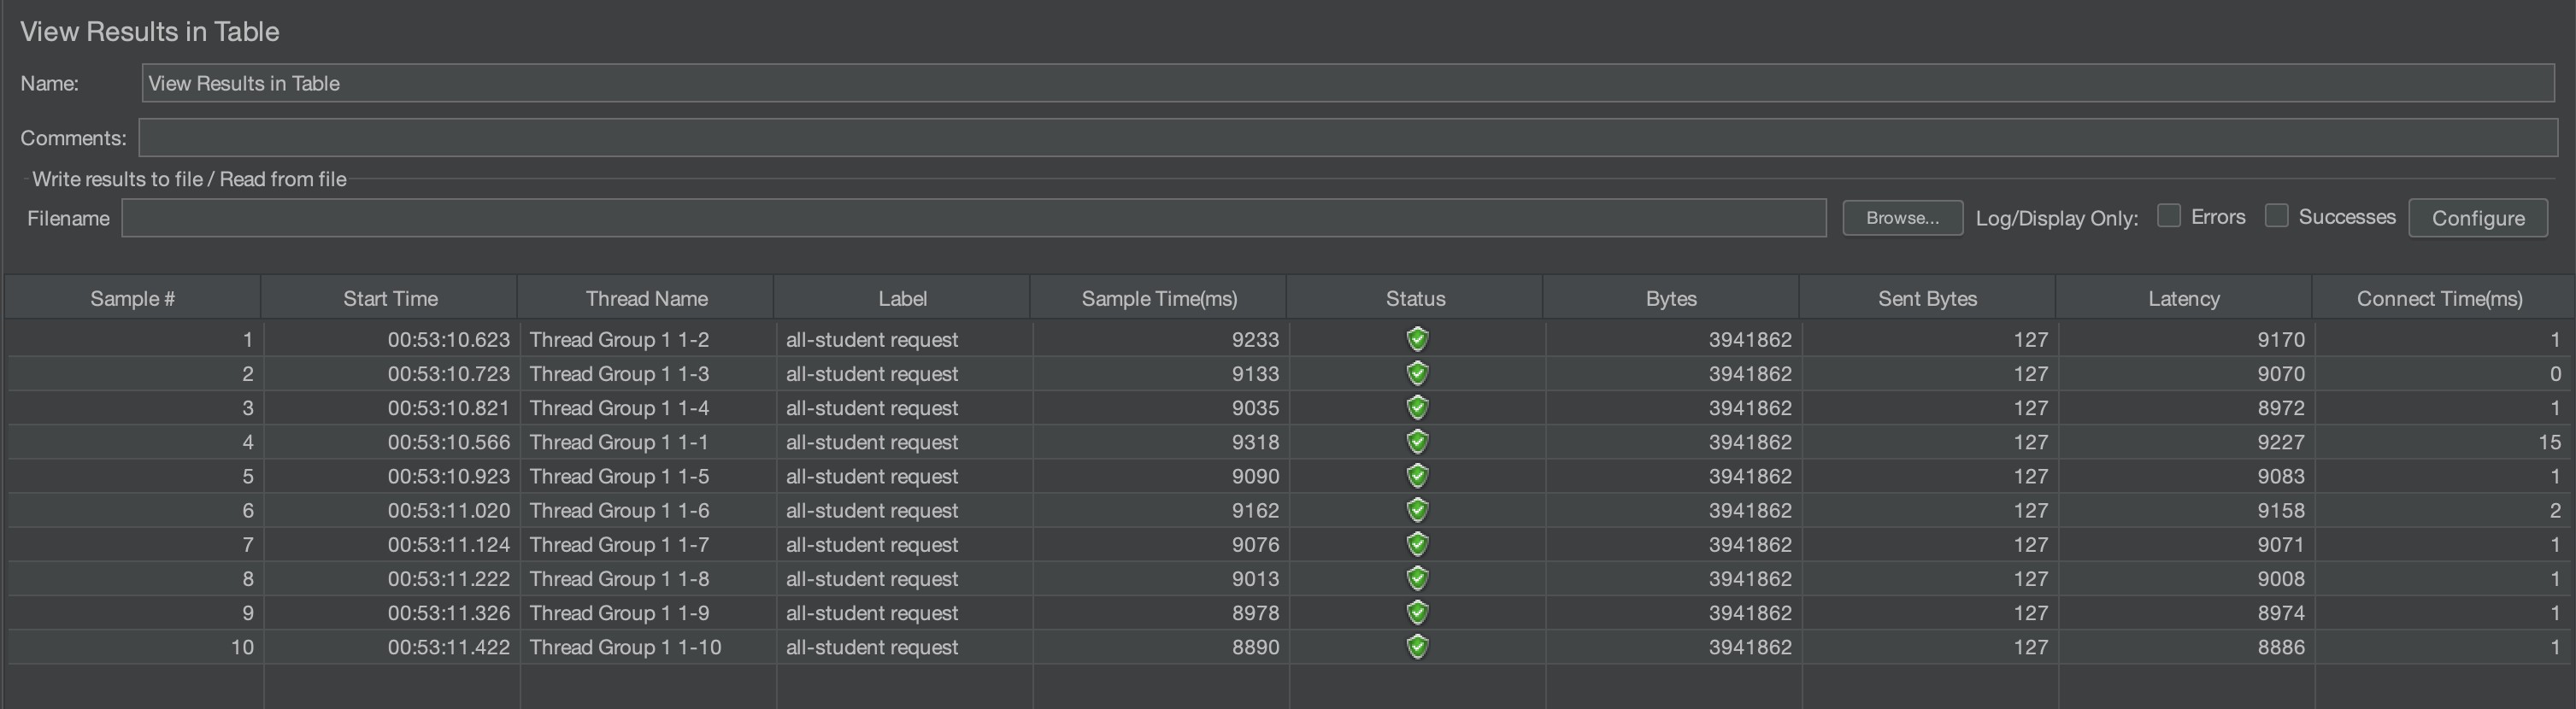 View Results in Table
Name: View Results in Table
Comments:
Write results to file / Read from file
Filename Browse... Log/Display Only: Errors Successes Configure
Sample # Start Time Thread Name Label Sample Time(ms) Status Bytes Sent Bytes Latency Connect Time(ms)
1 00:53:10.623 Thread Group 1 1-2 all-student request 9233 3941862 127 9170 1
2 00:53:10.723 Thread Group 1 1-3 all-student request 9133 3941862 127 9070 0
3 00:53:10.821 Thread Group 1 1-4 all-student request 9035 3941862 127 8972 1
4 00:53:10.566 Thread Group 1 1-1 all-student request 9318 3941862 127 9227 15
5 00:53:10.923 Thread Group 1 1-5 all-student request 9090 3941862 127 9083 1
6 00:53:11.020 Thread Group 1 1-6 all-student request 9162 3941862 127 9158 2
7 00:53:11.124 Thread Group 1 1-7 all-student request 9076 3941862 127 9071 1
8 00:53:11.222 Thread Group 1 1-8 all-student request 9013 3941862 127 9008 1
9 00:53:11.326 Thread Group 1 1-9 all-student request 8978 3941862 127 8974 1
10 00:53:11.422 Thread Group 1 1-10 all-student request 8890 3941862 127 8886 1